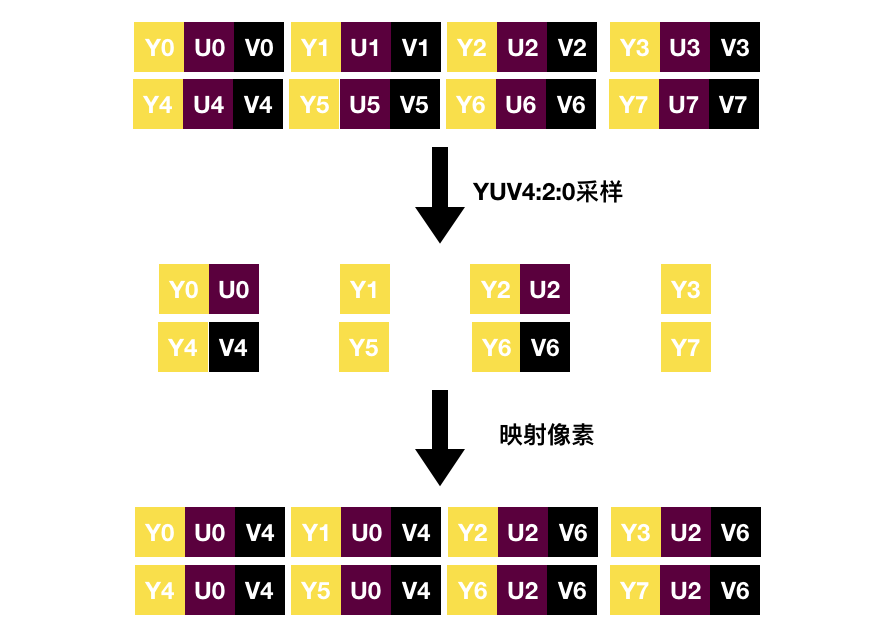 Y0 U0 V0 Y1 U1 V1 Y2 U2 V2 Y3 U3 V3
Y4 U4 V4 Y5 U5 V5 Y6 U6 V6 Y7 U7 V7
YUV4:2:0采样
Y0 U0 Y1 Y2 U2 Y3
Y4 V4 Y5 Y6 V6 Y7
映射像素
Y0 U0 V4 Y1 U0 V4 Y2 U2 V6 Y3 U2 V6
Y4 U0 V4 Y5 U0 V4 Y6 U2 V6 Y7 U2 V6